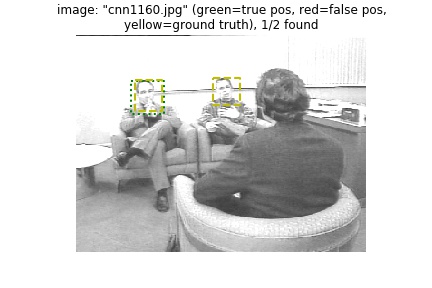 image: "cnn1160.jpg" (green=true pos, red=false pos,
yellow=ground truth), 1/2 found